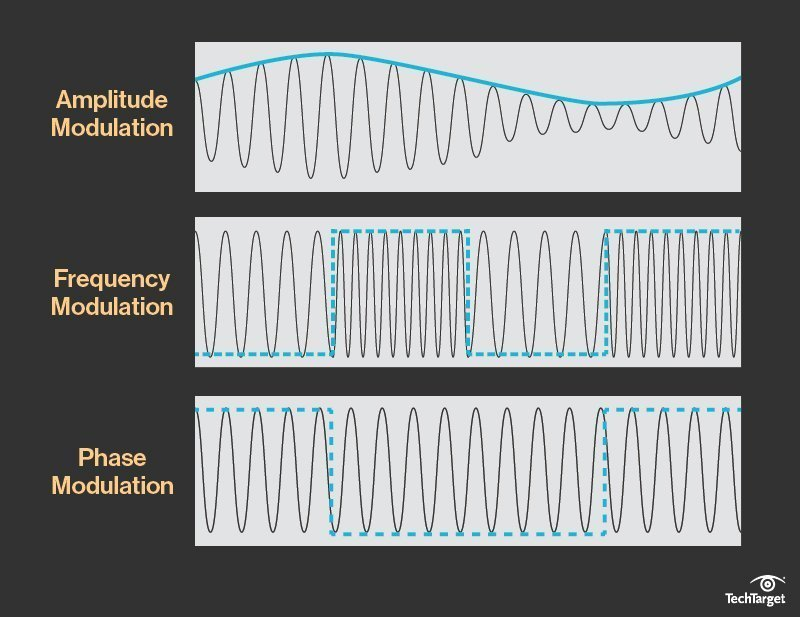 Amplitude
Modulation
Frequency
Modulation
Phase
Modulation
TechTarget